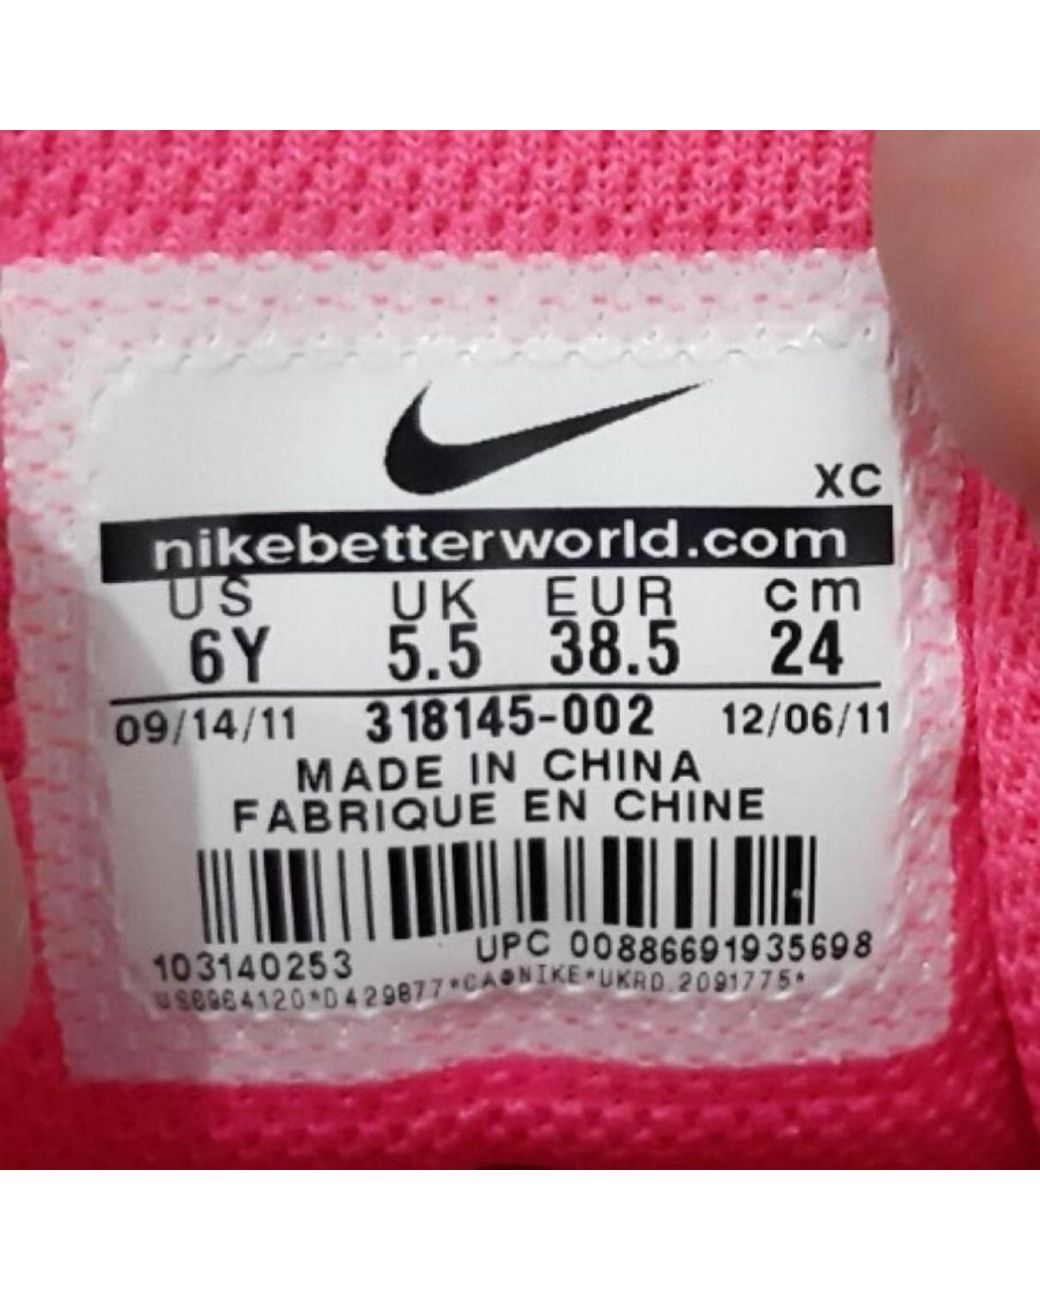 XC
nikebetterworld.com
US UK EUR cm
6Y 5.5 38.5 24
09/14/11 318145-002 12/06/11
MADE IN CHINA
FABRIQUE EN CHINE
UPC 00886691935698
103140253
US6964120*D429877*CA®NIKE*UKRD.2091775*